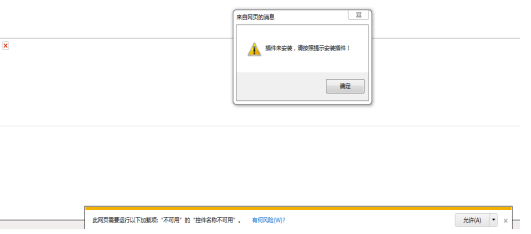 来自网页的消息
插件未安装，请按照提示安装插件！
确定
此网页需要运行以下加载项: "不可用" 的 "控件名称不可用"。 有何风险(W)?
允许(A)